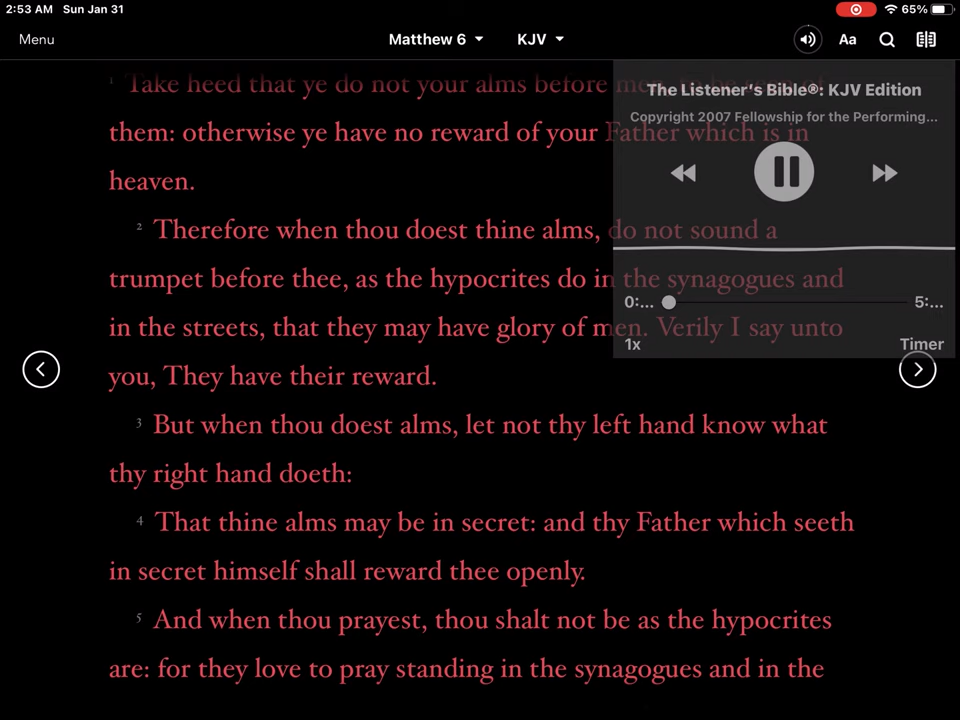 2:53 AM Sun Jan 31 65%
Menu Matthew 6 KJV Aa
1 Take heed that ye do not your alms before men, to be seen of
The Listener's Bible®: KJV Edition
Copyright 2007 Fellowship for the Performing...
them: otherwise ye have no reward of your Father which is in
heaven.
2 Therefore when thou doest thine alms, do not sound a
trumpet before thee, as the hypocrites do in the synagogues and
0:... 5:...
in the streets, that they may have glory of men. Verily I say unto
1x Timer
you, They have their reward.
3 But when thou doest alms, let not thy left hand know what
thy right hand doeth:
4 That thine alms may be in secret: and thy Father which seeth
in secret himself shall reward thee openly.
5 And when thou prayest, thou shalt not be as the hypocrites
are: for they love to pray standing in the synagogues and in the